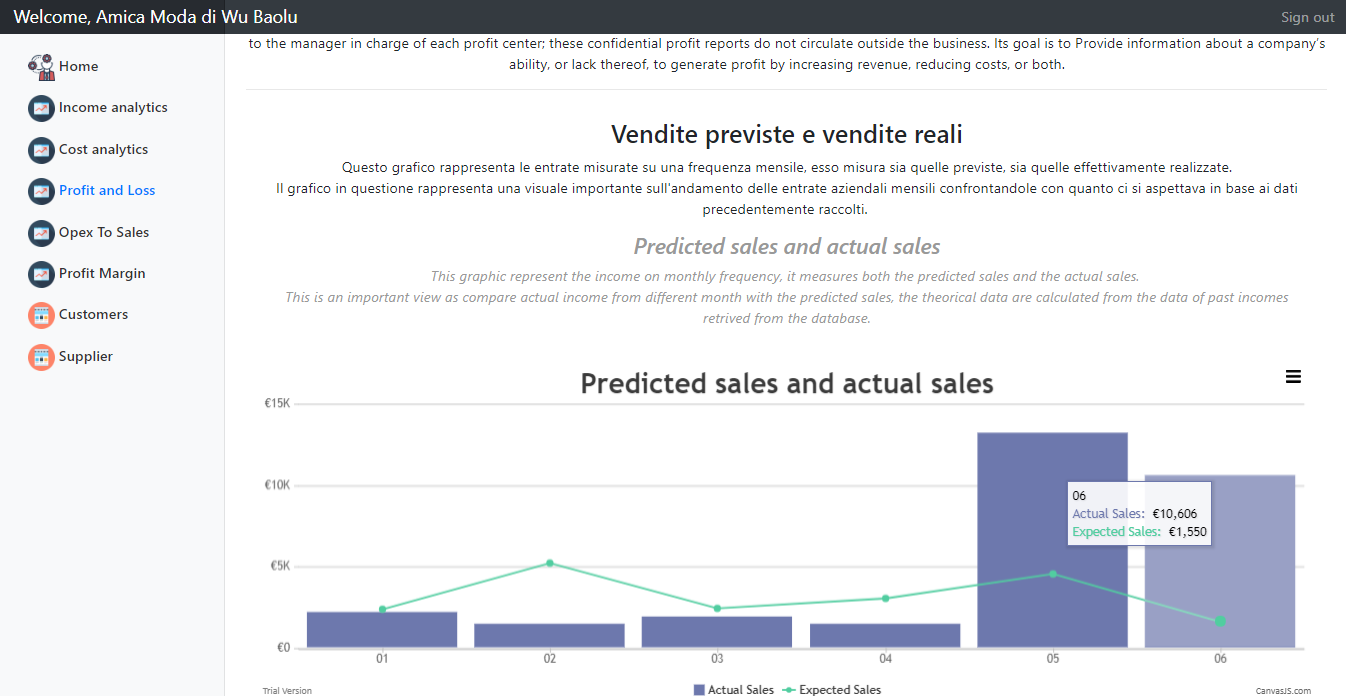 Welcome, Amica Moda di Wu Baolu
Sign out
Home
Income analytics
Cost analytics
Profit and Loss
Opex To Sales
Profit Margin
Customers
Supplier
to the manager in charge of each profit center; these confidential profit reports do not circulate outside the business. Its goal is to Provide information about a company's
ability, or lack thereof, to generate profit by increasing revenue, reducing costs, or both.
Vendite previste e vendite reali
Questo grafico rappresenta le entrate misurate su una frequenza mensile, esso misura sia quelle previste, sia quelle effettivamente realizzate.
Il grafico in questione rappresenta una visuale importante sull'andamento delle entrate aziendali mensili confrontandole con quanto ci si aspettava in base ai dati
precedentemente raccolti.
Predicted sales and actual sales
This graphic represent the income on monthly frequency, it measures both the predicted sales and the actual sales.
This is an important view as compare actual income from different month with the predicted sales, the theorical data are calculated from the data of past incomes
retrived from the database.
Predicted sales and actual sales
€15K
€10K
€5K
€0
06
Actual Sales: €10,606
Expected Sales: €1,550
01 02 03 04 05 06
Actual Sales Expected Sales
Trial Version
CanvasJS.com